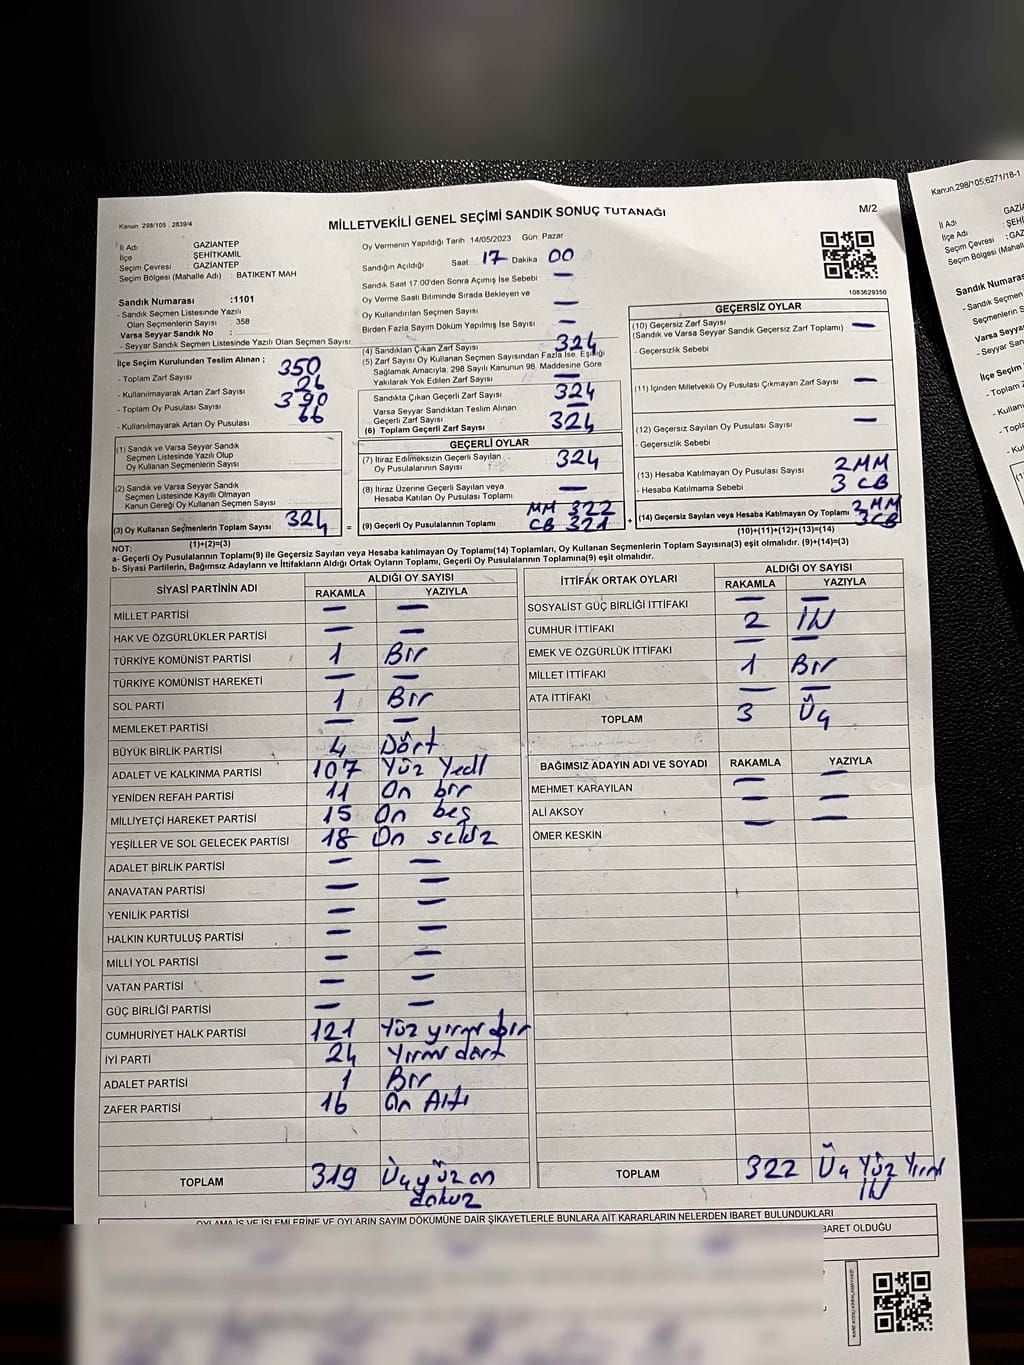 Kanun 298/105 , 2839/4
MİLLETVEKİLİ GENEL SEÇİMİ SANDIK SONUÇ TUTANAĞI
M/2
İl Adı GAZİANTEP
İlçe ŞEHİTKAMİL
Seçim Çevresi : GAZİANTEP
Seçim Bölgesi (Mahalle Adı) : BATIKENT MAH
Sandık Numarası :1101
- Sandık Seçmen Listesinde Yazılı
Olan Seçmenlerin Sayısı 358
Varsa Seyyar Sandık No :
- Seyyar Sandık Seçmen Listesinde Yazılı Olan Seçmen Sayısı
Oy Vermenin Yapıldığı Tarih 14/05/2023 Gün Pazar
Sandığın Açıldığı Saat 17 Dakika 00
Sandık Saat 17 00'den Sonra Açımış İse Sebebi —
Oy Verme Saati Bitiminde Sırada Bekleyen ve
Oy Kullandırılan Seçmen Sayısı —
Birden Fazla Sayım Döküm Yapılmış İse Sayısı —
1083629350
İlçe Seçim Kurulundan Teslim Alınan ;
- Toplam Zarf Sayısı 350
- Kullanılmayarak Artan Zarf Sayısı 26
- Toplam Oy Pusulası Sayısı 390
- Kullanılmayarak Artan Oy Pusulası 66
(4) Sandıktan Çıkan Zarf Sayısı 324
(5) Zarf Sayısı Oy Kullanan Seçmen Sayısından Fazla İse, Eşitliği
Sağlamak Amacıyla, 298 Sayılı Kanunun 98. Maddesine Göre
Yakılarak Yok Edilen Zarf Sayısı —
Sandıkta Çıkan Geçerli Zarf Sayısı 324
Varsa Seyyar Sandıktan Teslim Alınan
Geçerli Zarf Sayısı —
(6) Toplam Geçerli Zarf Sayısı 324
GEÇERSİZ OYLAR
(10) Geçersiz Zarf Sayısı —
(Sandık ve Varsa Seyyar Sandık Geçersiz Zarf Toplamı)
- Geçersizlik Sebebi
(11) İçinden Milletvekili Oy Pusulası Çıkmayan Zarf Sayısı —
(12) Geçersiz Sayılan Oy Pusulası Sayısı —
-Geçersizlik Sebebi
(13) Hesaba Katılmayan Oy Pusulası Sayısı 2MM
- Hesaba Katılmama Sebebi 3 CB
(14) Geçersiz Sayılan veya Hesaba Katılmayan Oy Toplamı 2MM
3CB
(10)+(11)+(12)+(13)=(14)
(1) Sandık ve Varsa Seyyar Sandık
Seçmen Listesinde Yazılı Olup
Oy Kullanan Seçmenlerin Sayısı
(2) Sandık ve Varsa Seyyar Sandık
Seçmen Listesinde Kayıtlı Olmayan
Kanun Gereği Oy Kullanan Seçmen Sayısı
(3) Oy Kullanan Seçmenlerin Toplam Sayısı 324
(1)+(2)=(3)
GEÇERLİ OYLAR
(7) İtiraz Edilmeksizin Geçerli Sayılan
Oy Pusulalarının Sayısı 324
(8) İtiraz Üzerine Geçerli Sayılan veya
Hesaba Katılan Oy Pusulası Toplamı —
= (9) Geçerli Oy Pusulalarının Toplamı MM 322
CB 321 +
NOT:
a- Geçerli Oy Pusulalarının Toplamı(9) ile Geçersiz Sayılan veya Hesaba katılmayan Oy Toplamı(14) Toplamları, Oy Kullanan Seçmenlerin Toplam Sayısına(3) eşit olmalıdır. (9)+(14)=(3)
b- Siyasi Partilerin, Bağımsız Adayların ve İttifakların Aldığı Ortak Oyların Toplamı, Geçerli Oy Pusulalarının Toplamına(9) eşit olmalıdır.
SİYASİ PARTİNİN ADI ALDIĞI OY SAYISI
RAKAMLA YAZIYLA
MİLLET PARTİSİ — —
HAK VE ÖZGÜRLÜKLER PARTİSİ — —
TÜRKİYE KOMÜNİST PARTİSİ 1 Bir
TÜRKİYE KOMÜNİST HAREKETİ — —
SOL PARTİ 1 Bir
MEMLEKET PARTİSİ — —
BÜYÜK BİRLİK PARTİSİ 4 Dört
ADALET VE KALKINMA PARTİSİ 107 Yüz Yedi
YENİDEN REFAH PARTİSİ 11 On bir
MİLLİYETÇİ HAREKET PARTİSİ 15 On beş
YEŞİLLER VE SOL GELECEK PARTİSİ 18 On sekiz
ADALET BİRLİK PARTİSİ — —
ANAVATAN PARTİSİ — —
YENİLİK PARTİSİ — —
HALKIN KURTULUŞ PARTİSİ — —
MİLLİ YOL PARTİSİ — —
VATAN PARTİSİ — —
GÜÇ BİRLİĞİ PARTİSİ — —
CUMHURİYET HALK PARTİSİ 121 Yüz yirmi bir
İYİ PARTİ 24 Yirmi dört
ADALET PARTİSİ 1 Bir
ZAFER PARTİSİ 16 On Altı
TOPLAM 319 Üçyüz on
dokuz
İTTİFAK ORTAK OYLARI ALDIĞI OY SAYISI
RAKAMLA YAZIYLA
SOSYALİST GÜÇ BİRLİĞİ İTTİFAKI — —
CUMHUR İTTİFAKI 2 İki
EMEK VE ÖZGÜRLÜK İTTİFAKI — —
MİLLET İTTİFAKI 1 Bir
ATA İTTİFAKI — —
TOPLAM 3 Üç
BAĞIMSIZ ADAYIN ADI VE SOYADI RAKAMLA YAZIYLA
MEHMET KARAYILAN — —
ALİ AKSOY — —
ÖMER KESKİN — —
TOPLAM 322 Üç Yüz Yirmi
İki
OYLAMA İŞ VE İŞLEMLERİNE VE OYLARIN SAYIM DÖKÜMÜNE DAİR ŞİKAYETLERLE BUNLARA AİT KARARLARIN NELERDEN İBARET BULUNDUKLARI
BARET OLDUĞU
Kanun.298/105;6271/18-1
İl Adı
İlçe Adı
Seçim Çevresi
Seçim Bölgesi (Mahalle
Sandık Numaras
- Sandık Seçmen